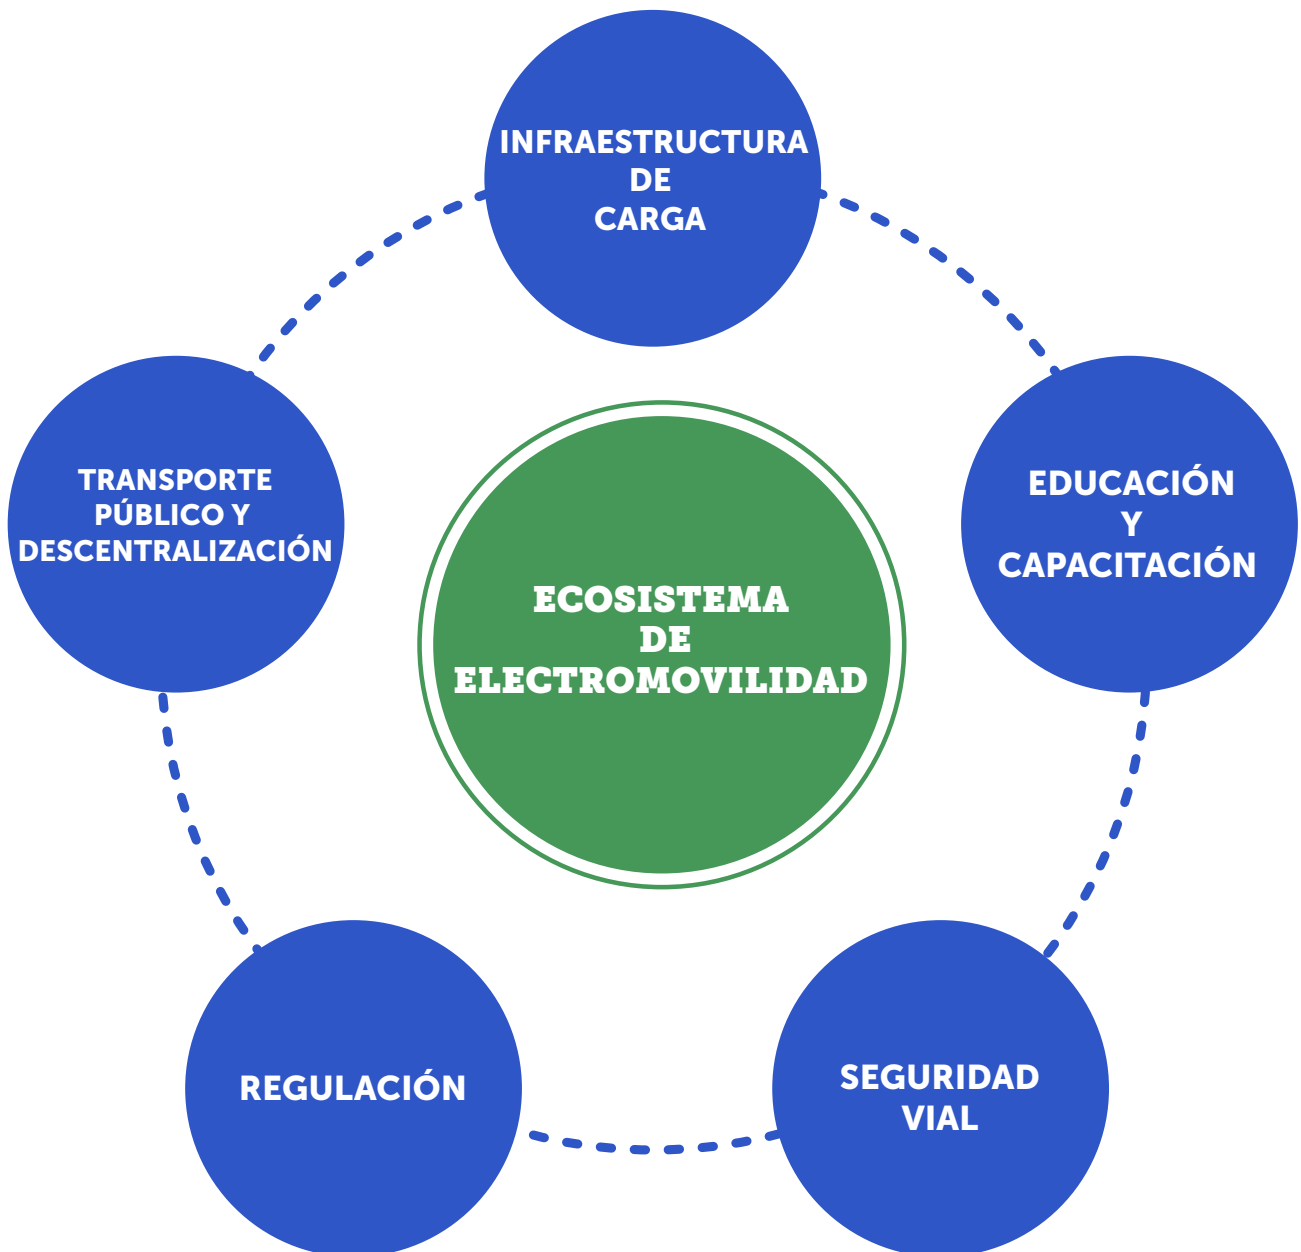 INFRAESTRUCTURA
DE
CARGA
TRANSPORTE
PÚBLICO Y
DESCENTRALIZACIÓN
EDUCACIÓN
Y
CAPACITACIÓN
ECOSISTEMA
DE
ELECTROMOVILIDAD
REGULACIÓN
SEGURIDAD
VIAL